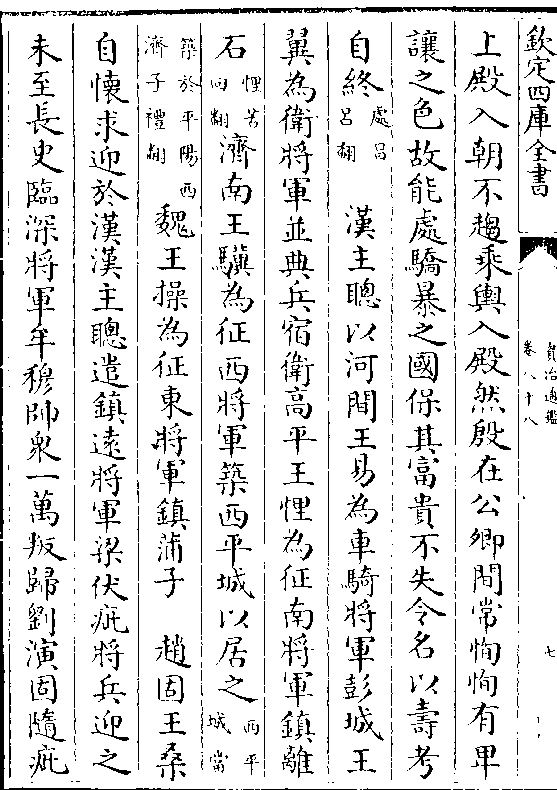 欽定四庫全書
資治通鑑
卷八十八
七
上殿入朝不趨乘輿入殿然殷在公卿間常恂恂有卑
讓之色故能處驕暴之國保其富貴不失令名以壽考
自終處昌呂翻 漢主聰以河間王易為車騎將軍彭城王
翼為衛將軍並典兵宿衛高平王悝為征南將軍鎮離
石悝苦回翻濟南王驥為征西將軍築西平城以居之西平城當
築於平陽西濟子禮翻 魏王操為征東將軍鎮蒲子 趙固王桑
自懷求迎於漢漢主聰遣鎮遠將軍梁伏疵將兵迎之
未至長史臨深將軍牟穆帥衆一萬叛歸劉演固隨疵